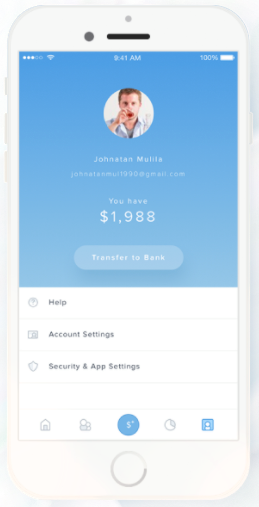 9:41 AM
100%
Johnatan Mulila
johnatanmul1990@gmail.com
You have
$1,988
Transfer to Bank
Help
Account Settings
Security & App Settings
$